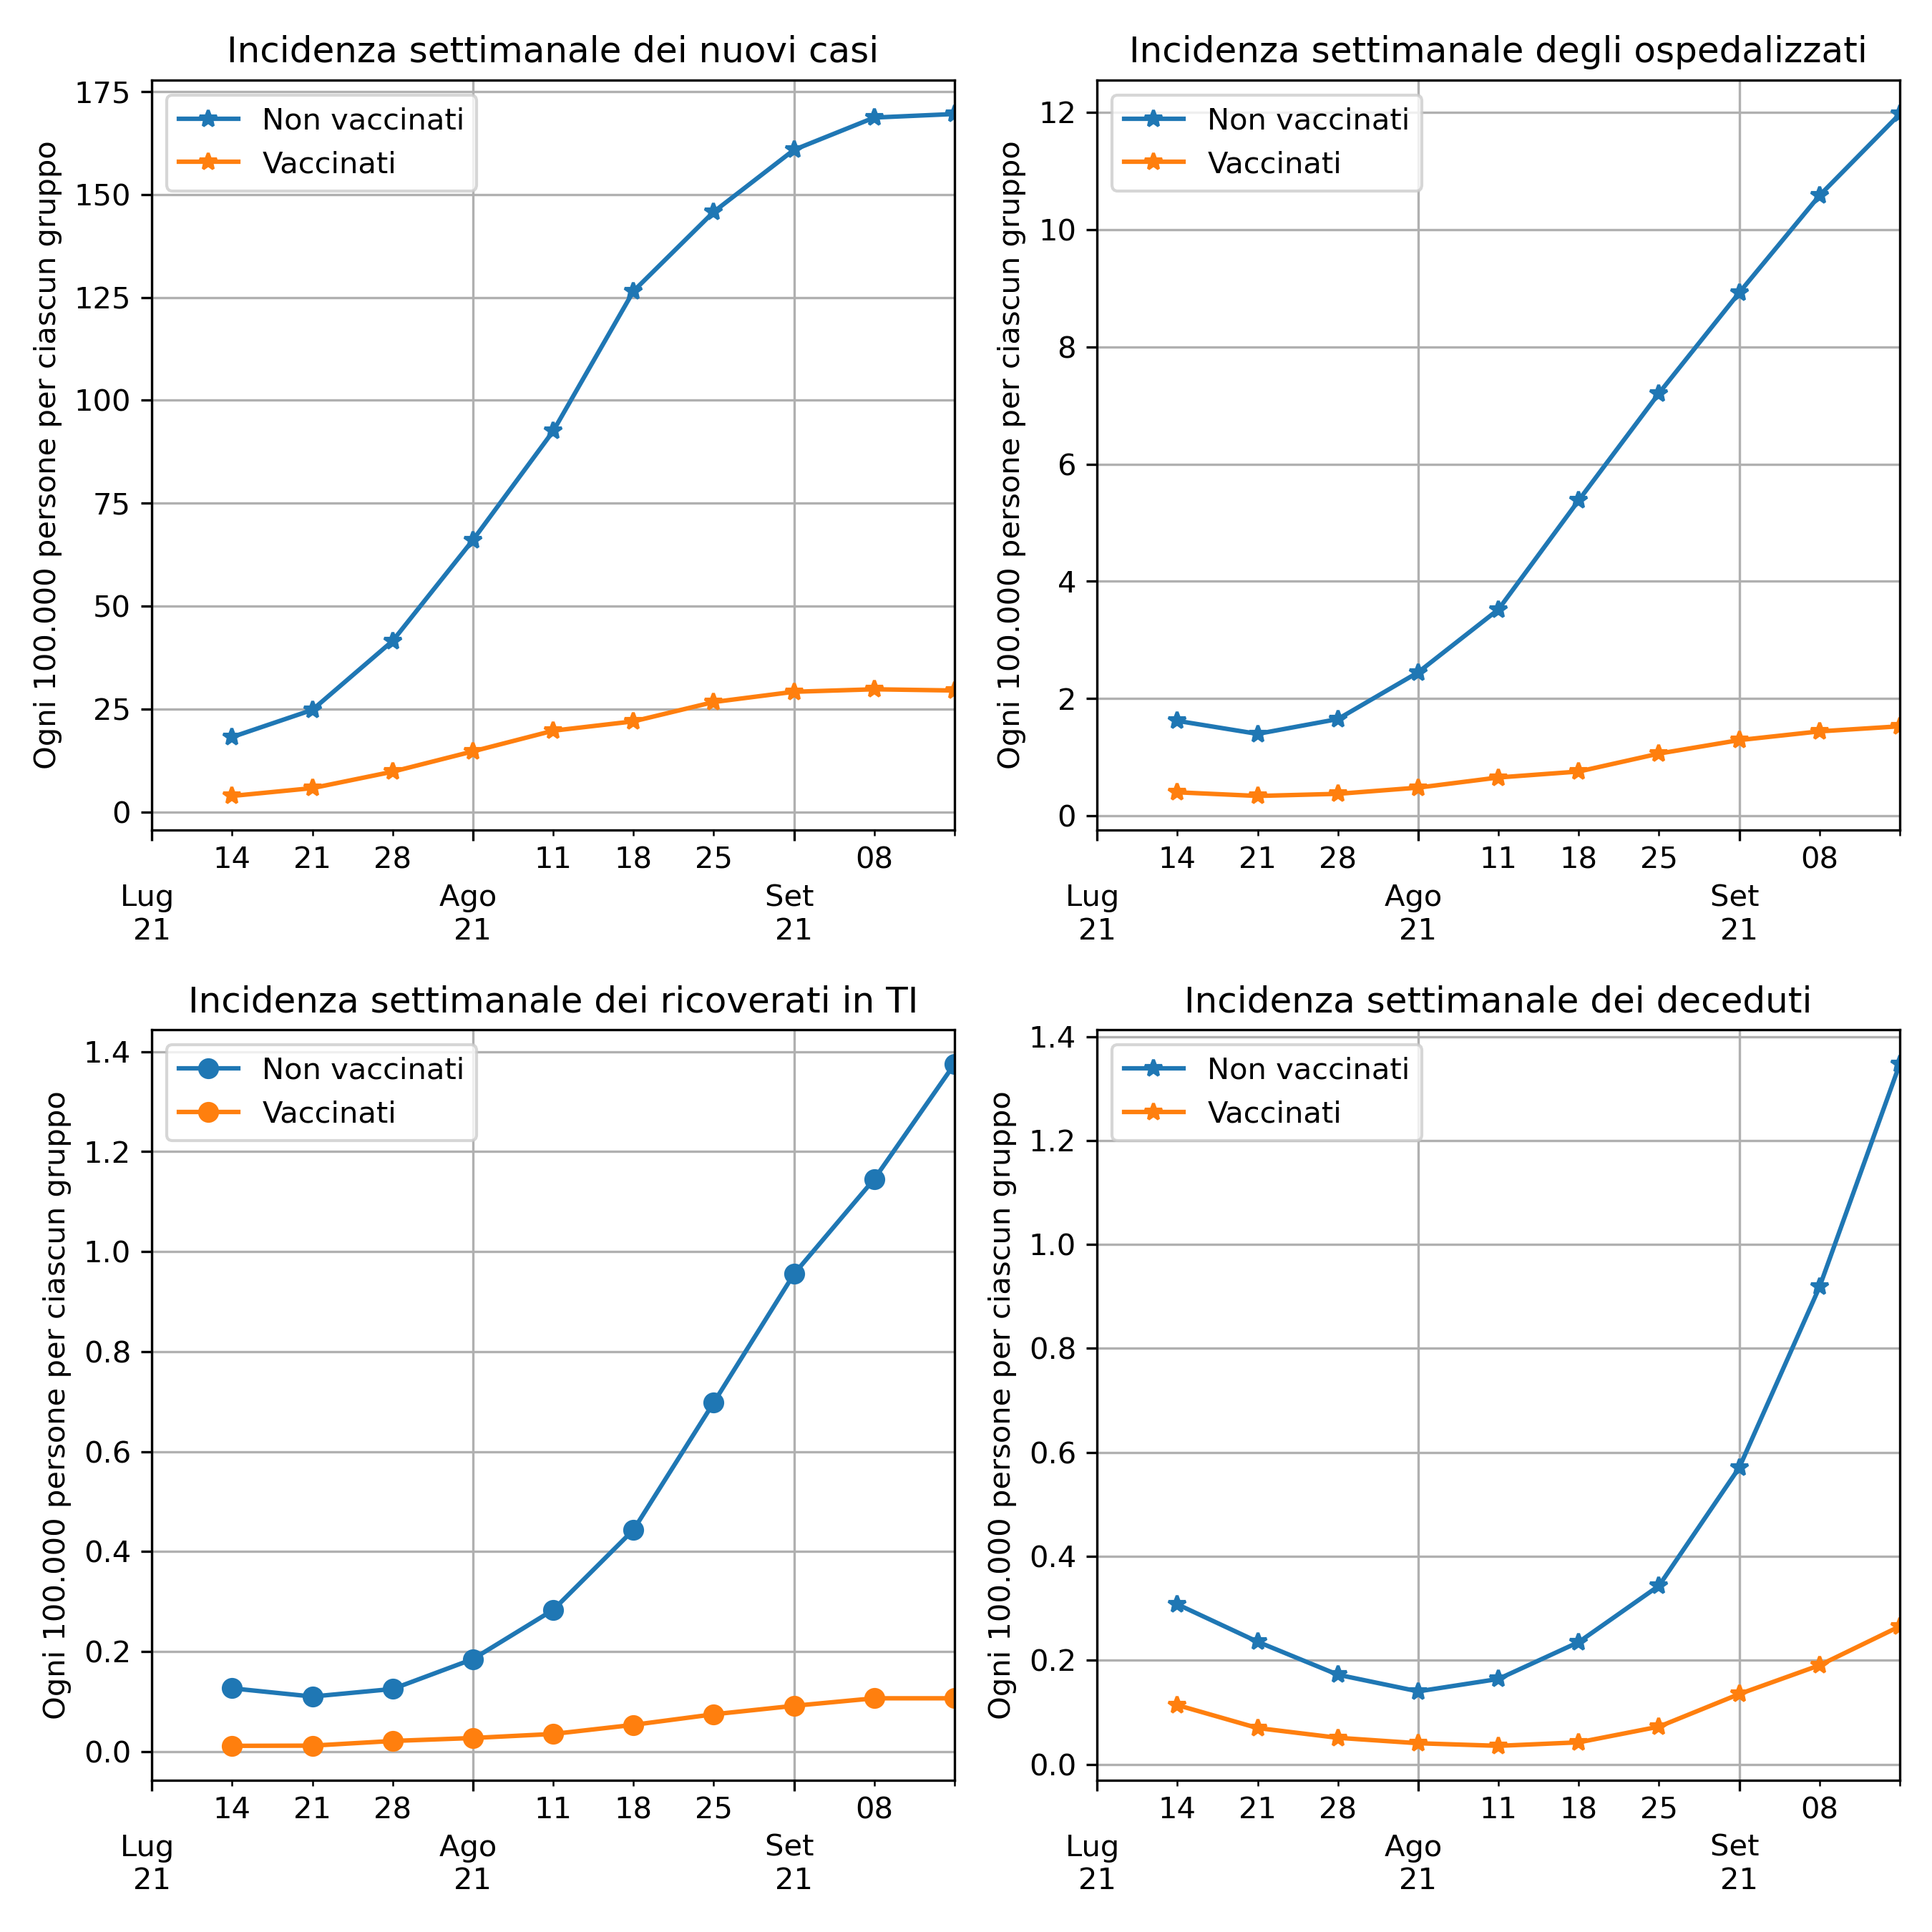 Incidenza settimanale dei nuovi casi
Ogni 100.000 persone per ciascun gruppo
175
150
125
100
75
50
25
0
Non vaccinati
Vaccinati
14 21 28 11 18 25 08
Lug Ago Set
21 21 21
Incidenza settimanale degli ospedalizzati
Ogni 100.000 persone per ciascun gruppo
12
10
8
6
4
2
0
Non vaccinati
Vaccinati
14 21 28 11 18 25 08
Lug Ago Set
21 21 21
Incidenza settimanale dei ricoverati in TI
Ogni 100.000 persone per ciascun gruppo
1.4
1.2
1.0
0.8
0.6
0.4
0.2
0.0
Non vaccinati
Vaccinati
14 21 28 11 18 25 08
Lug Ago Set
21 21 21
Incidenza settimanale dei deceduti
Ogni 100.000 persone per ciascun gruppo
1.4
1.2
1.0
0.8
0.6
0.4
0.2
0.0
Non vaccinati
Vaccinati
14 21 28 11 18 25 08
Lug Ago Set
21 21 21